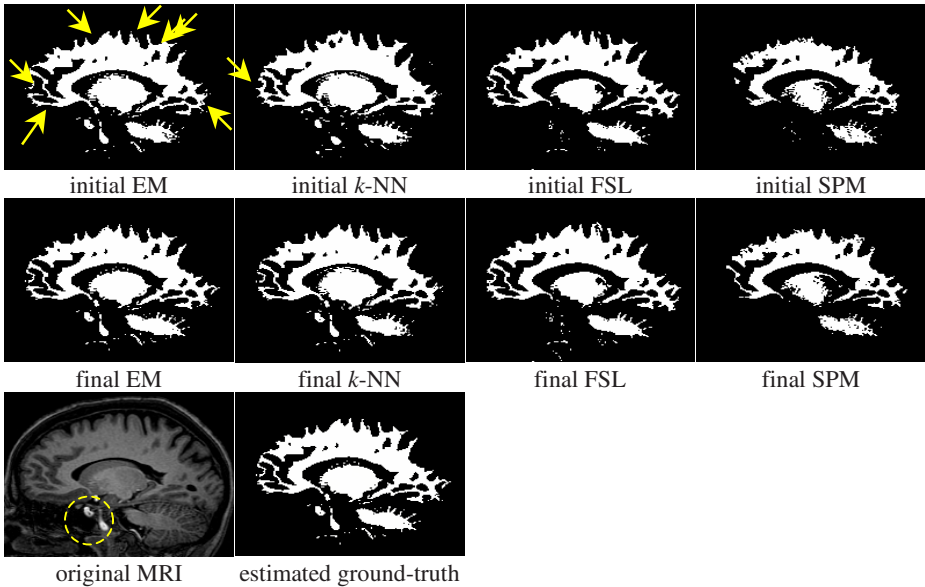 initial EM
initial k-NN
initial FSL
initial SPM
final EM
final k-NN
final FSL
final SPM
original MRI
estimated ground-truth